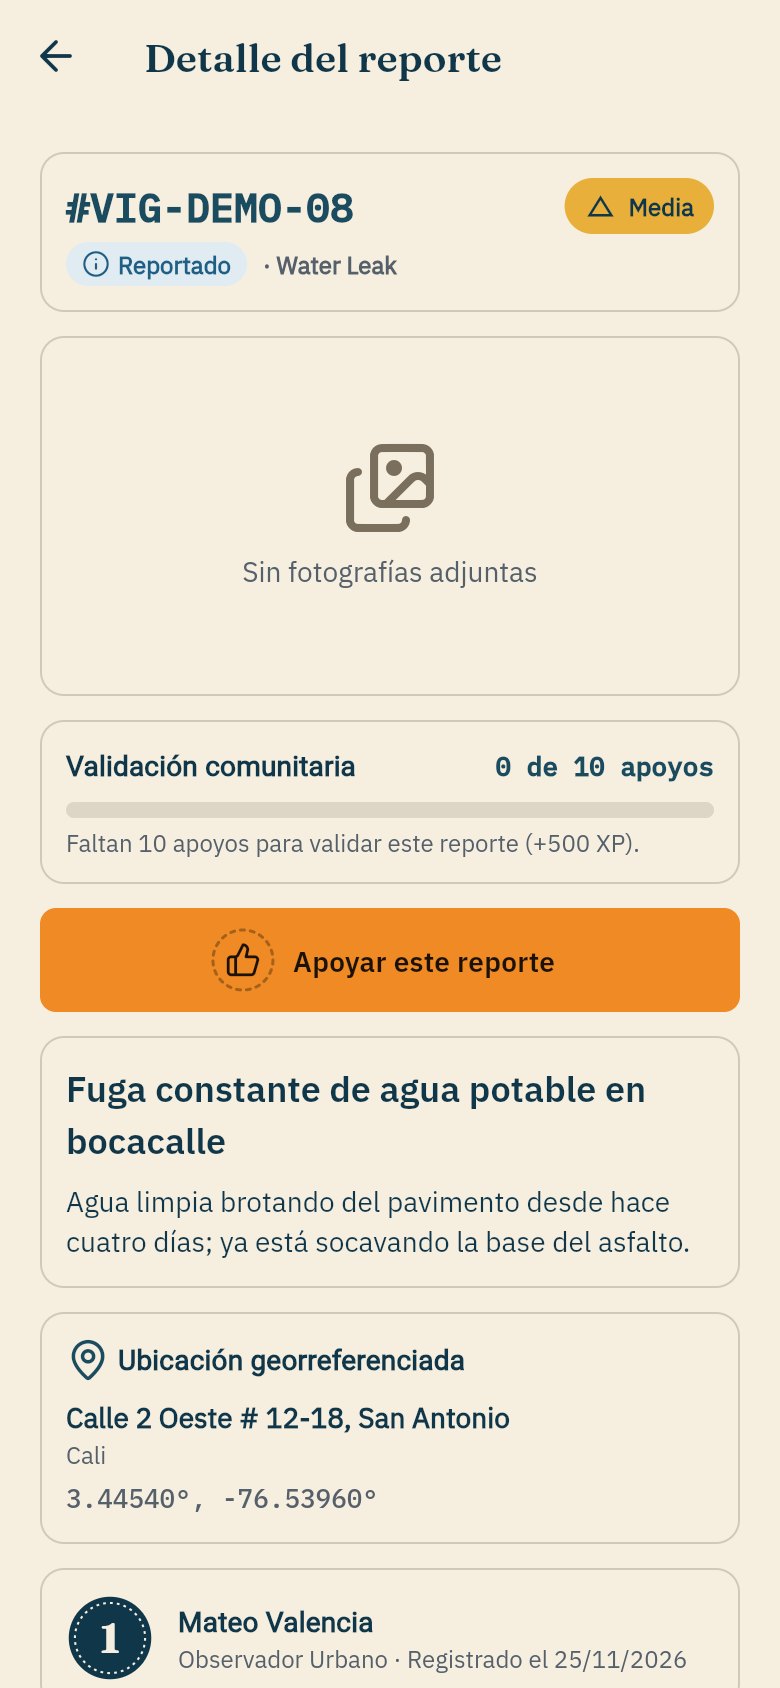 Detalle del reporte
#VIG-DEMO-08
Media
Reportado
· Water Leak
Sin fotografías adjuntas
Validación comunitaria
0 de 10 apoyos
Faltan 10 apoyos para validar este reporte (+500 XP).
Apoyar este reporte
Fuga constante de agua potable en
bocacalle
Agua limpia brotando del pavimento desde hace
cuatro días; ya está socavando la base del asfalto.
Ubicación georreferenciada
Calle 2 Oeste # 12-18, San Antonio
Cali
3.44540°, -76.53960°
1
Mateo Valencia
Observador Urbano · Registrado el 25/11/2026